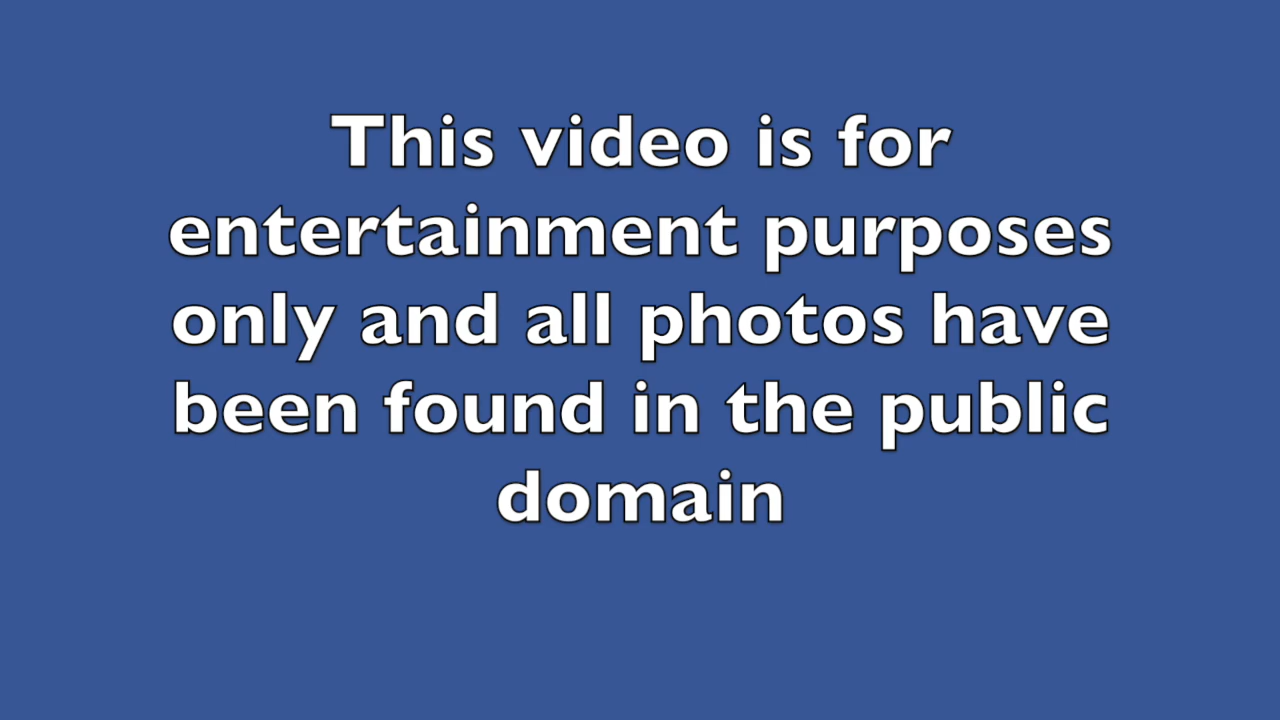 This video is for
entertainment purposes
only and all photos have
been found in the public
domain